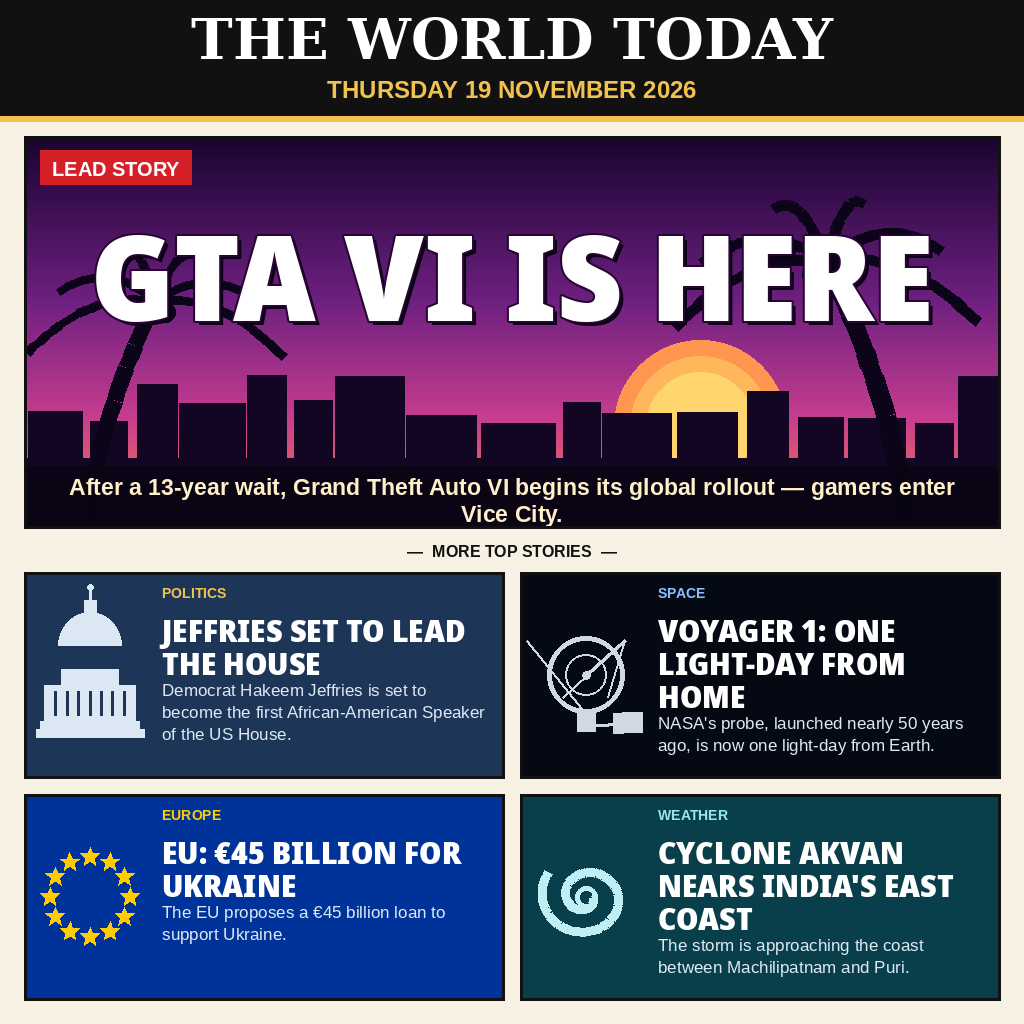 THE WORLD TODAY
THURSDAY 19 NOVEMBER 2026
LEAD STORY
GTA VI IS HERE
After a 13-year wait, Grand Theft Auto VI begins its global rollout — gamers enter
Vice City.
— MORE TOP STORIES —
POLITICS
JEFFRIES SET TO LEAD
THE HOUSE
Democrat Hakeem Jeffries is set to
become the first African-American Speaker
of the US House.
SPACE
VOYAGER 1: ONE
LIGHT-DAY FROM
HOME
NASA's probe, launched nearly 50 years
ago, is now one light-day from Earth.
EUROPE
EU: €45 BILLION FOR
UKRAINE
The EU proposes a €45 billion loan to
support Ukraine.
WEATHER
CYCLONE AKVAN
NEARS INDIA'S EAST
COAST
The storm is approaching the coast
between Machilipatnam and Puri.